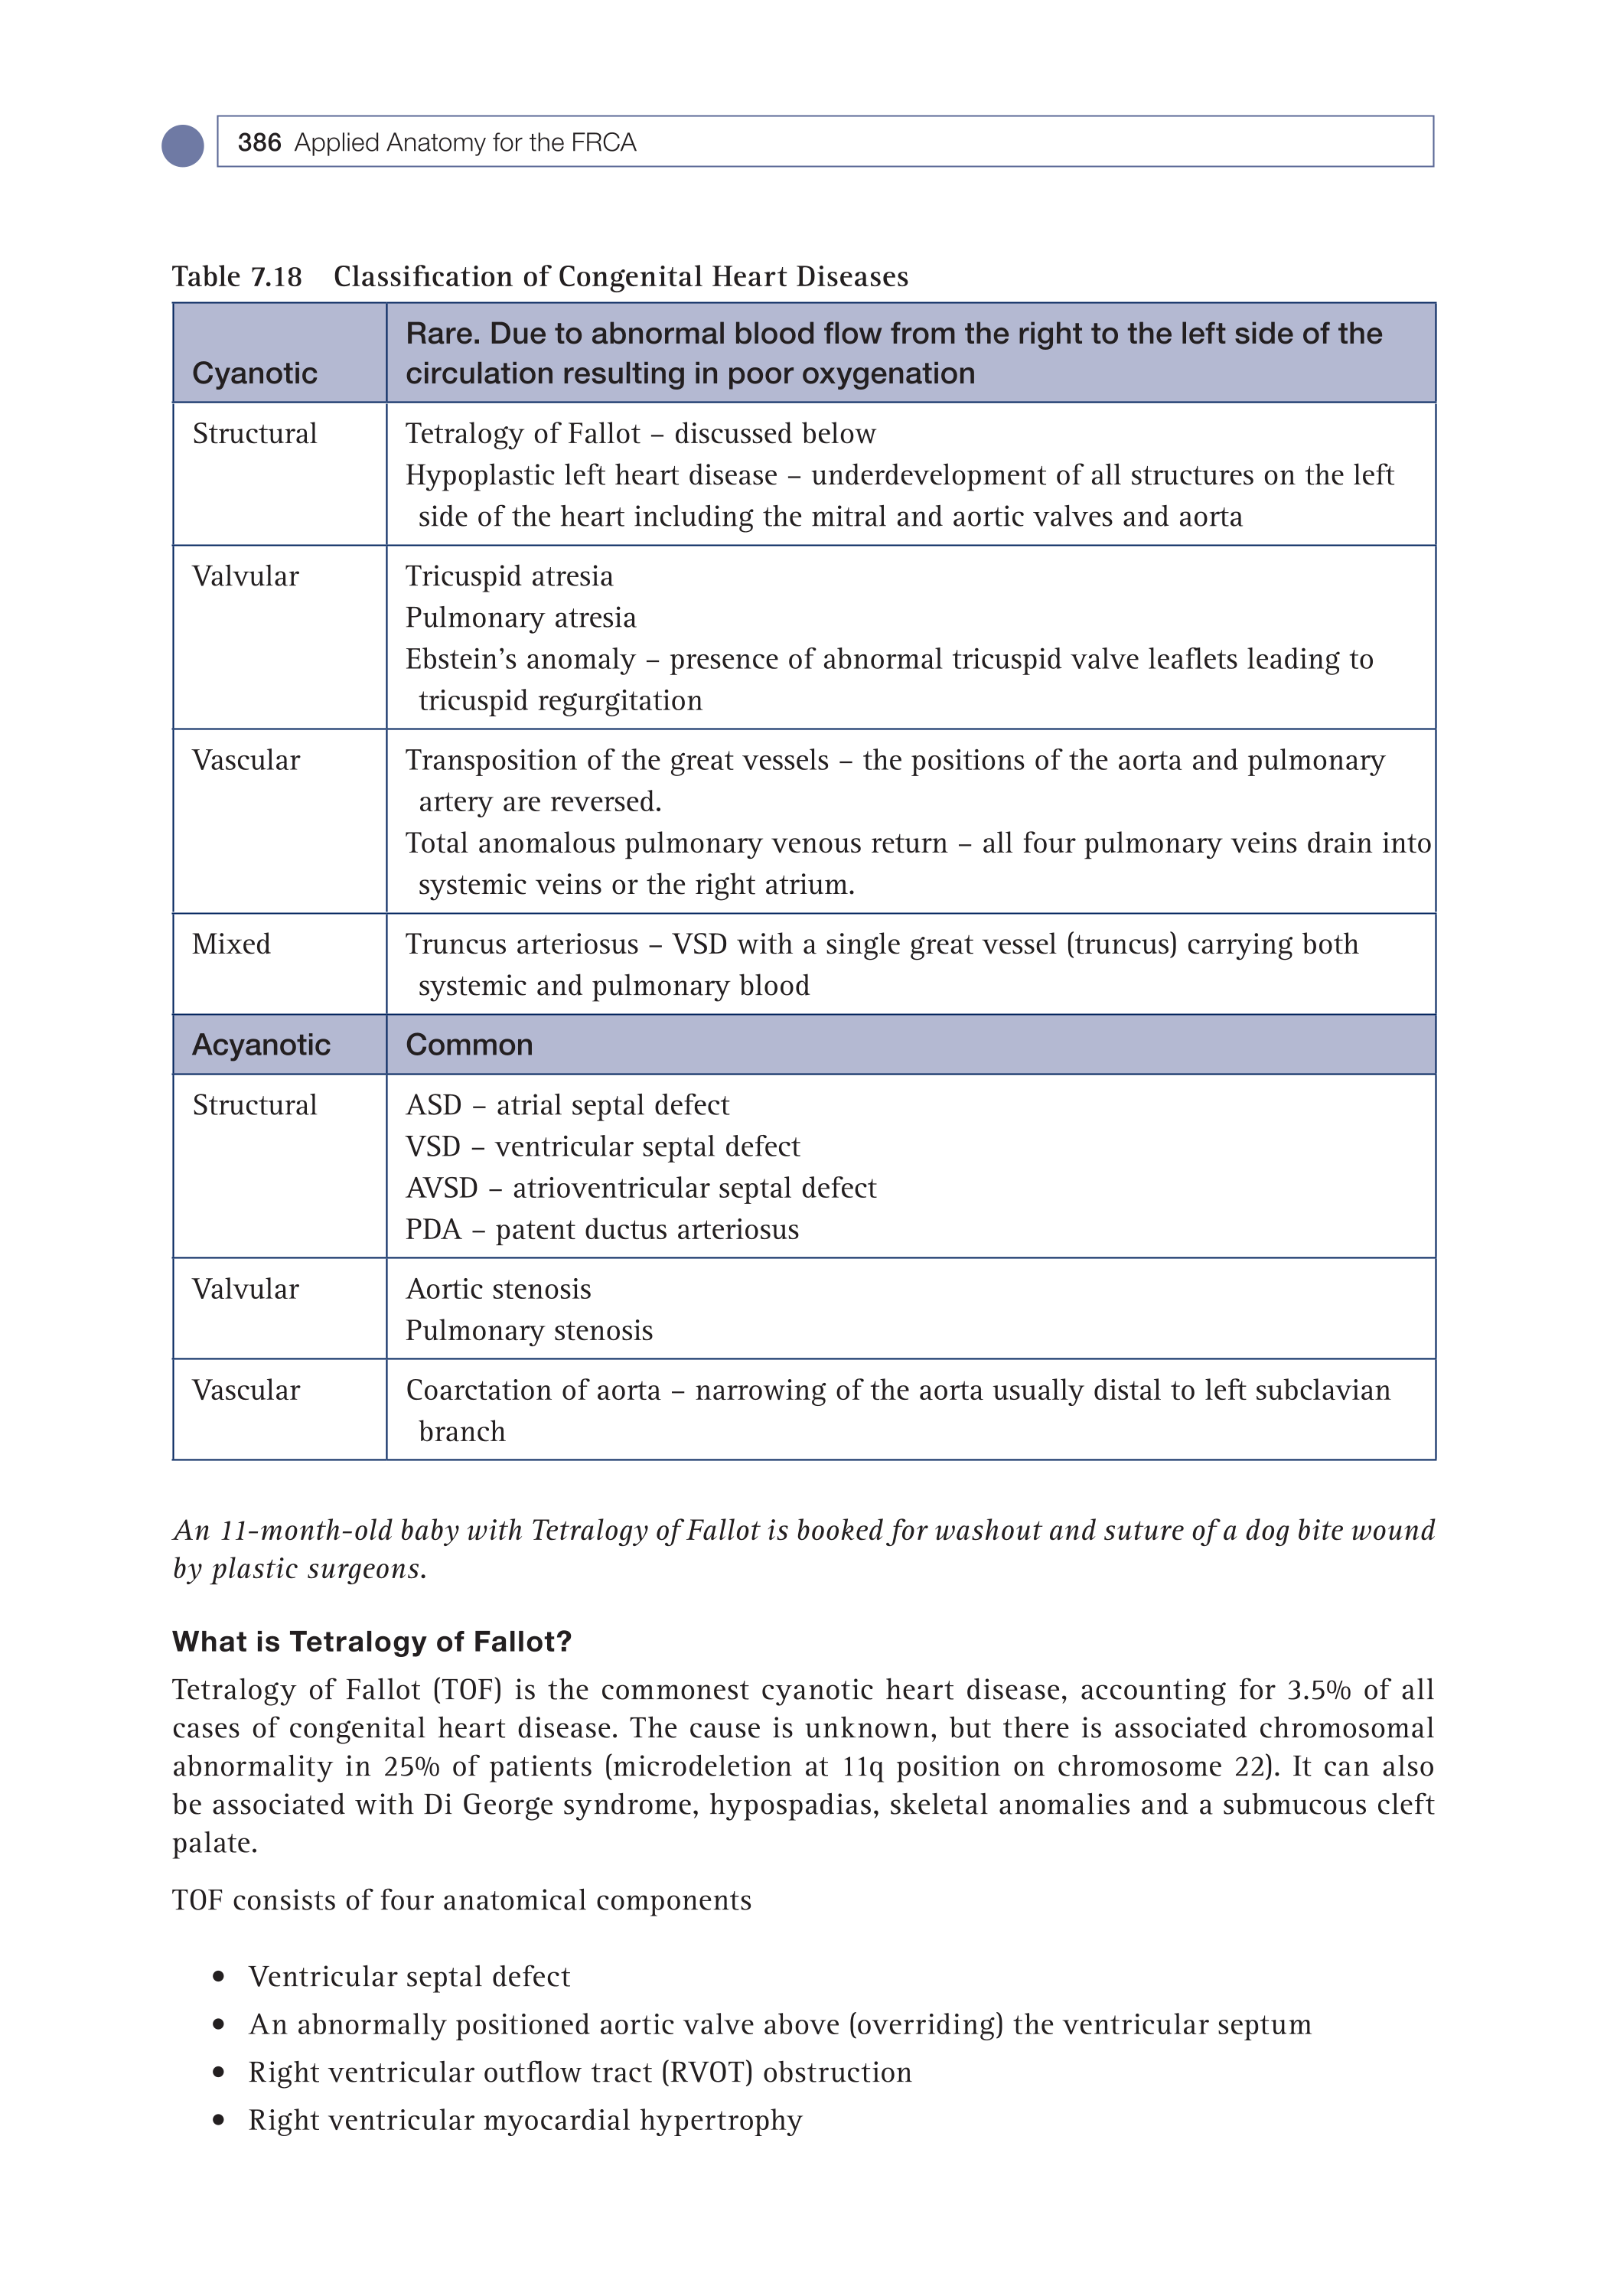 386 Applied Anatomy for the FRCA
Table 7.18 Classification of Congenital Heart Diseases
Cyanotic
Rare. Due to abnormal blood flow from the right to the left side of the
circulation resulting in poor oxygenation
Structural
Tetralogy of Fallot – discussed below
Hypoplastic left heart disease – underdevelopment of all structures on the left
side of the heart including the mitral and aortic valves and aorta
Valvular
Tricuspid atresia
Pulmonary atresia
Ebstein’s anomaly – presence of abnormal tricuspid valve leaflets leading to
tricuspid regurgitation
Vascular
Transposition of the great vessels – the positions of the aorta and pulmonary
artery are reversed.
Total anomalous pulmonary venous return – all four pulmonary veins drain into
systemic veins or the right atrium.
Mixed
Truncus arteriosus – VSD with a single great vessel (truncus) carrying both
systemic and pulmonary blood
Acyanotic
Common
Structural
ASD – atrial septal defect
VSD – ventricular septal defect
AVSD – atrioventricular septal defect
PDA – patent ductus arteriosus
Valvular
Aortic stenosis
Pulmonary stenosis
Vascular
Coarctation of aorta – narrowing of the aorta usually distal to left subclavian
branch
An 11-month-old baby with Tetralogy of Fallot is booked for washout and suture of a dog bite wound
by plastic surgeons.
What is Tetralogy of Fallot?
Tetralogy of Fallot (TOF) is the commonest cyanotic heart disease, accounting for 3.5% of all
cases of congenital heart disease. The cause is unknown, but there is associated chromosomal
abnormality in 25% of patients (microdeletion at 11q position on chromosome 22). It can also
be associated with Di George syndrome, hypospadias, skeletal anomalies and a submucous cleft
palate.
TOF consists of four anatomical components
• Ventricular septal defect
• An abnormally positioned aortic valve above (overriding) the ventricular septum
• Right ventricular outflow tract (RVOT) obstruction
• Right ventricular myocardial hypertrophy